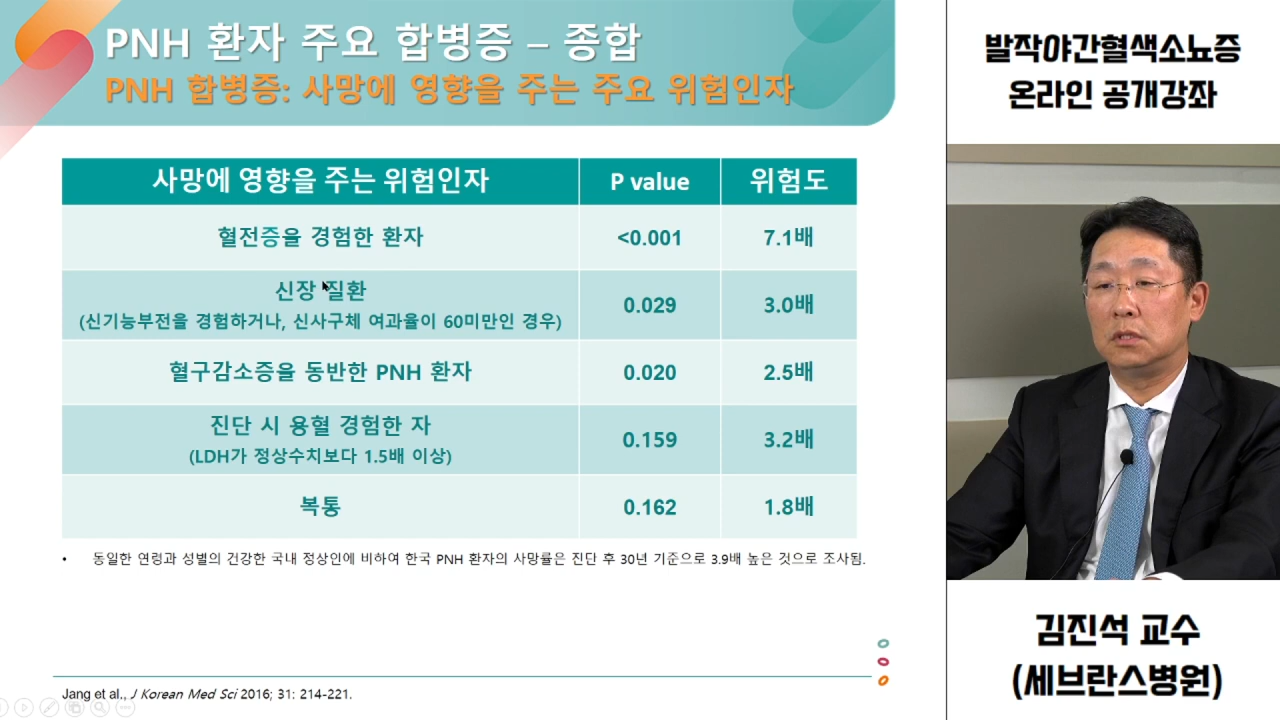 PNH 환자 주요 합병증 – 종합
PNH 합병증: 사망에 영향을 주는 주요 위험인자
사망에 영향을 주는 위험인자 P value 위험도
혈전증을 경험한 환자 <0.001 7.1배
신장 질환
(신기능부전을 경험하거나, 신사구체 여과율이 60미만인 경우) 0.029 3.0배
혈구감소증을 동반한 PNH 환자 0.020 2.5배
진단 시 용혈 경험한 자
(LDH가 정상수치보다 1.5배 이상) 0.159 3.2배
복통 0.162 1.8배
• 동일한 연령과 성별의 건강한 국내 정상인에 비하여 한국 PNH 환자의 사망률은 진단 후 30년 기준으로 3.9배 높은 것으로 조사됨.
Jang et al., J Korean Med Sci 2016; 31: 214-221.
발작야간혈색소뇨증
온라인 공개강좌
김진석 교수
(세브란스병원)